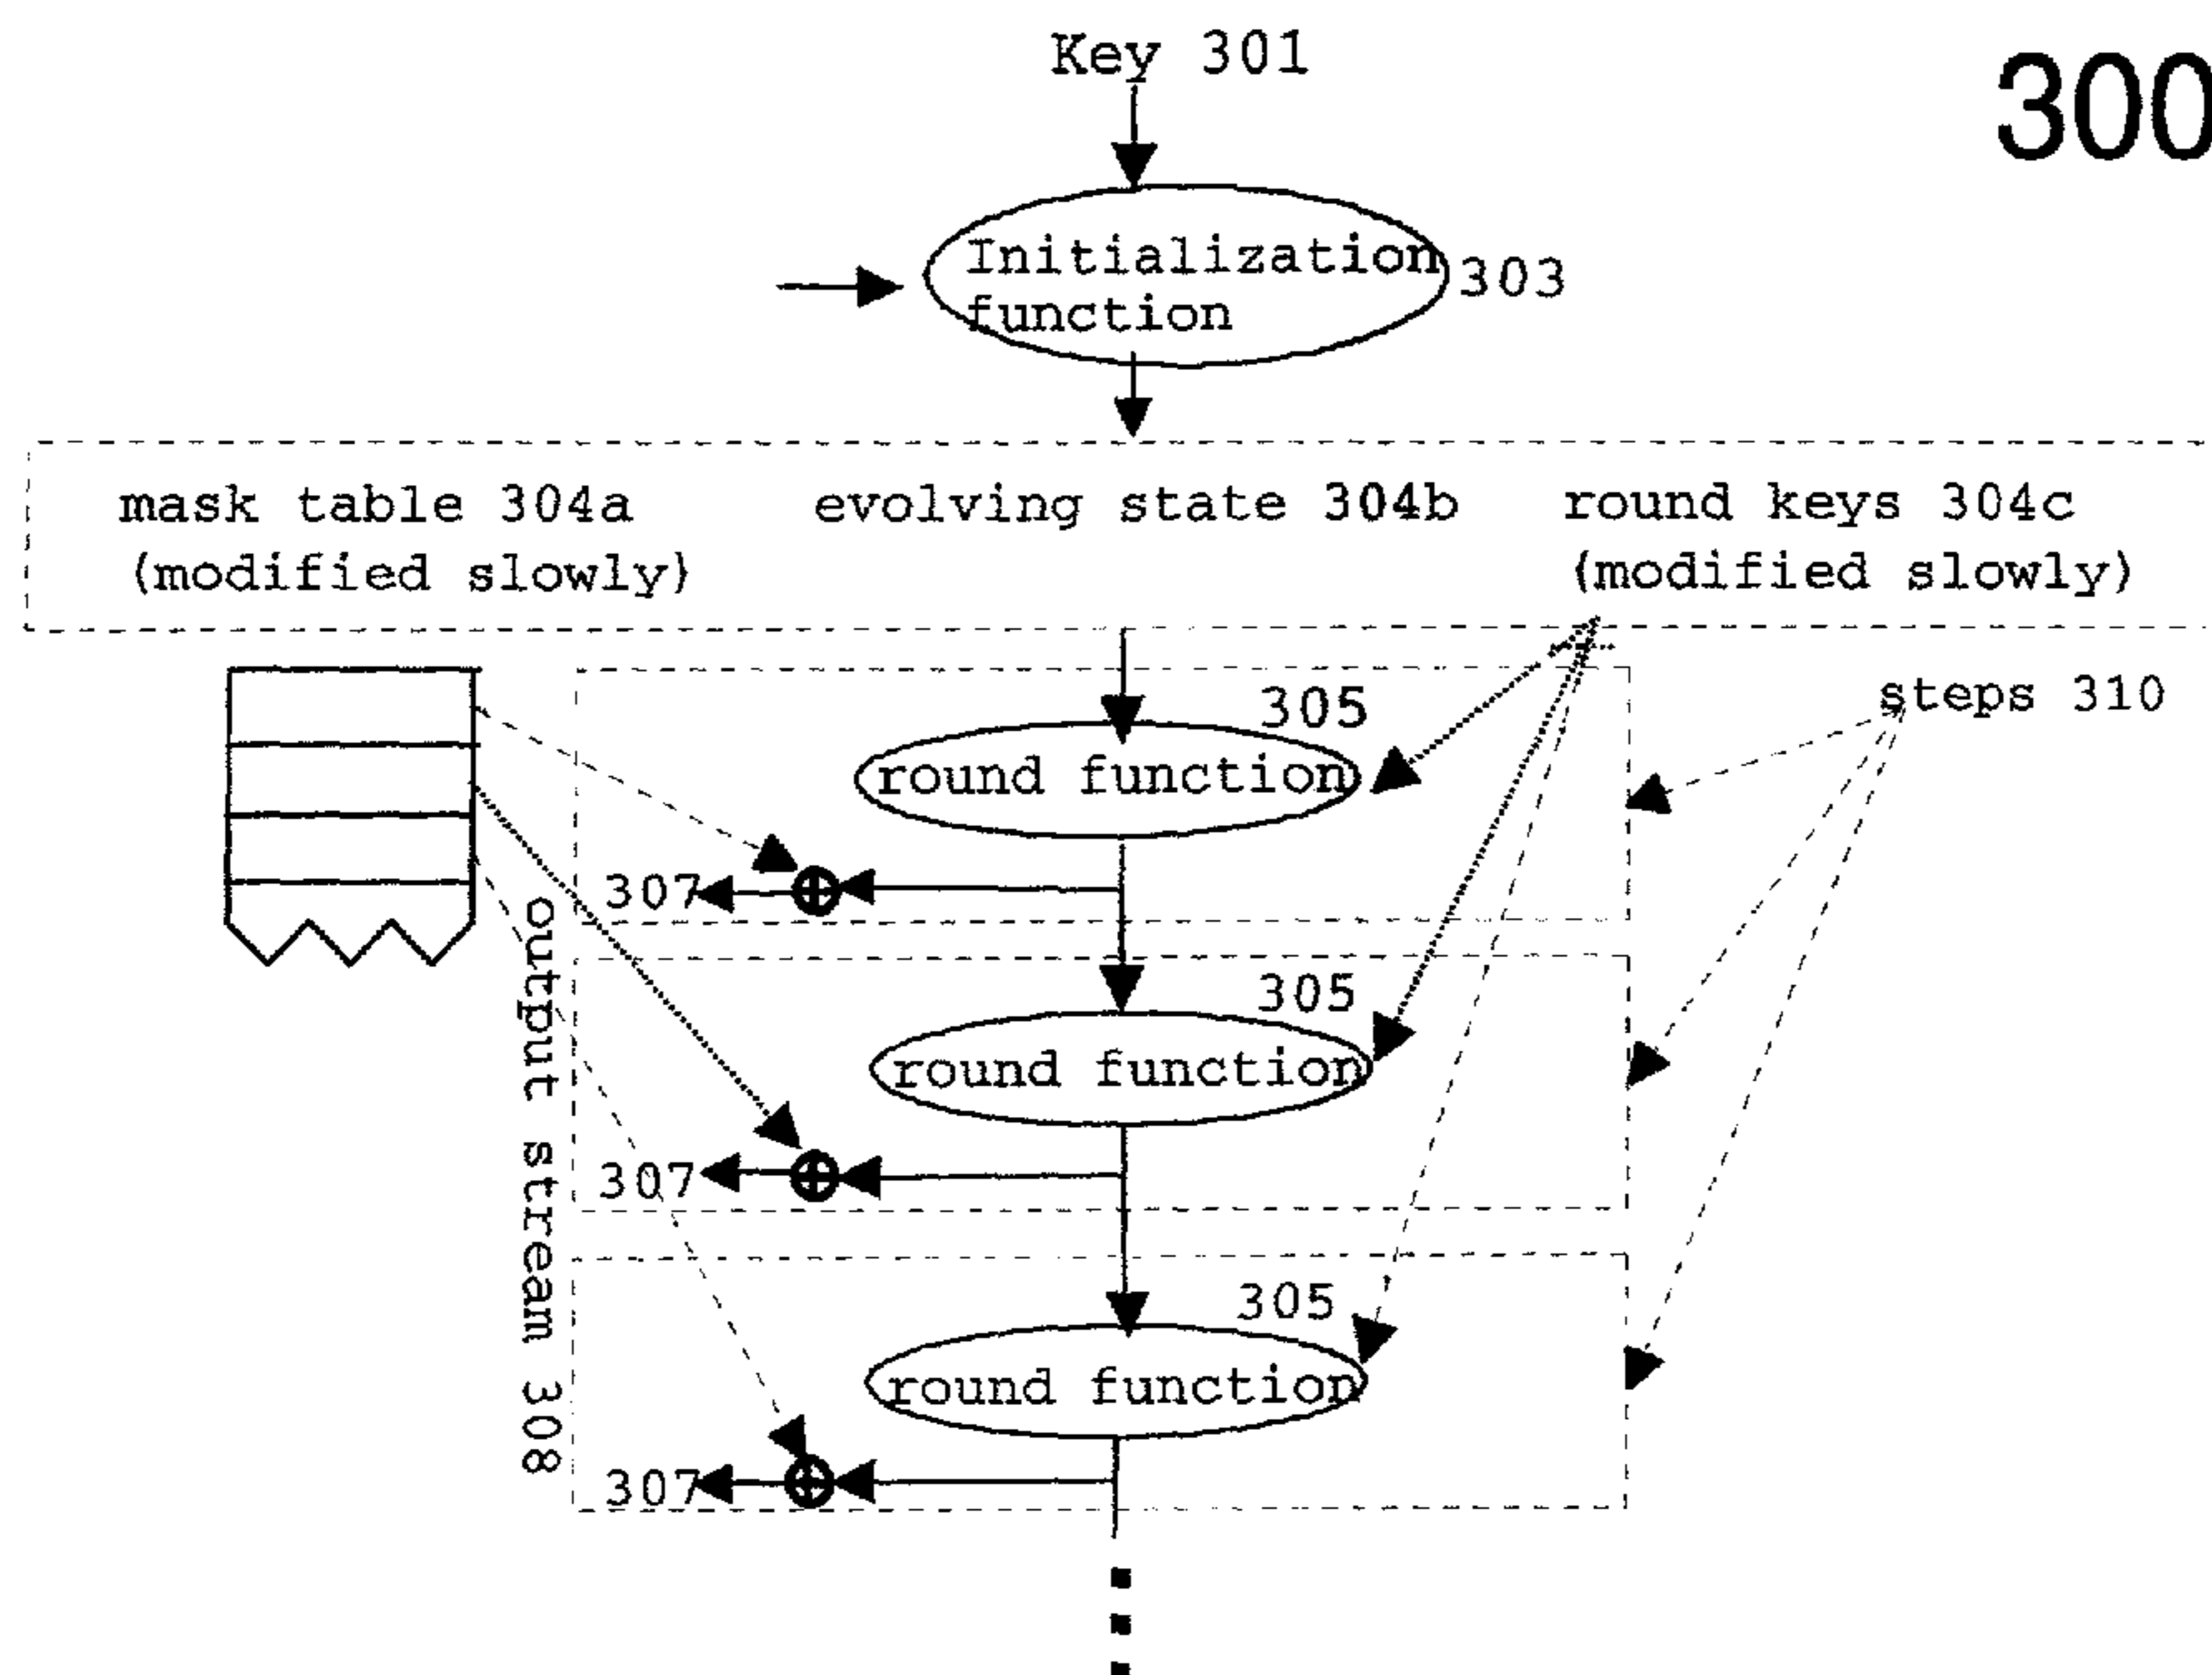 Key 301
300
Initialization
function
303
mask table 304a
(modified slowly)
evolving state 304b
round keys 304c
(modified slowly)
steps 310
305
round function
307
output stream 308
305
round function
307
305
round function
307